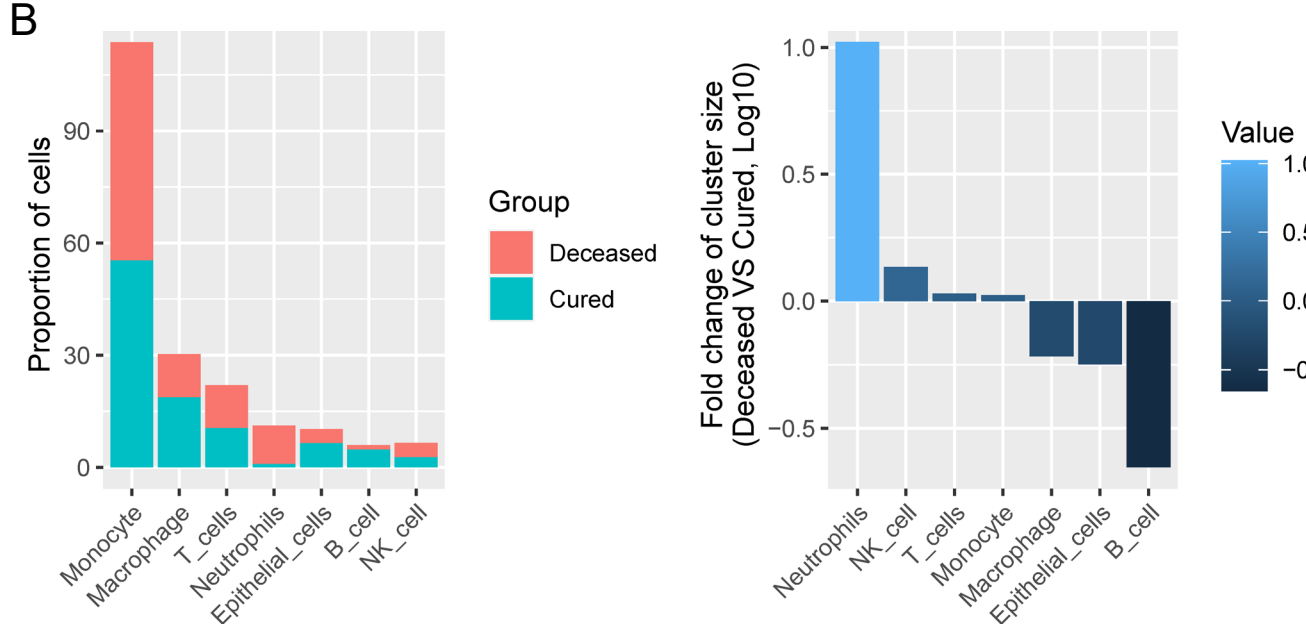 B
Proportion of cells
90
60
30
0
Monocyte
Macrophage
T_cells
Neutrophils
Epithelial_cells
B_cell
NK_cell
Group
Deceased
Cured
Fold change of cluster size
(Deceased VS Cured, Log10)
1.0
0.5
0.0
−0.5
Neutrophils
NK_cell
T_cells
Monocyte
Macrophage
Epithelial_cells
B_cell
Value